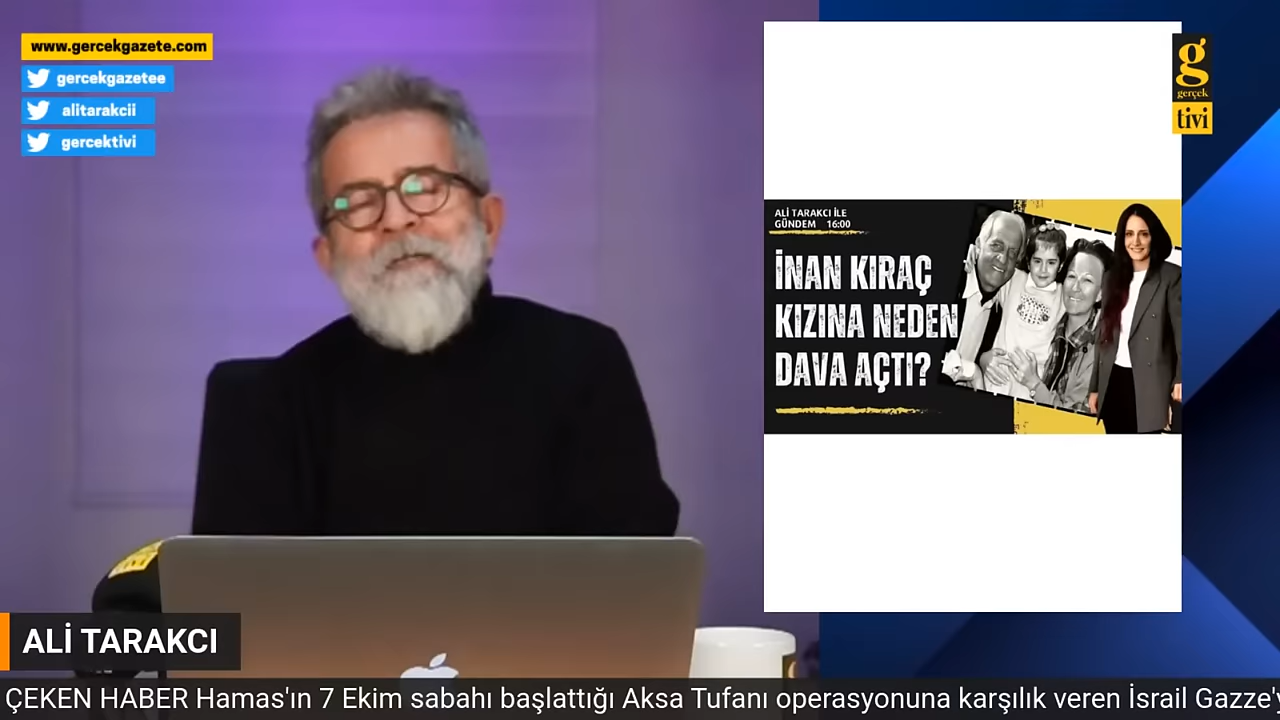 www.gercekgazete.com
gercekgazetee
alitarakcii
gercektivi
g
gerçek
tivi
ALİ TARAKCI İLE
GÜNDEM 16:00
İNAN KIRAÇ
KIZINA NEDEN
DAVA AÇTI?
ALİ TARAKCI
ÇEKEN HABER Hamas'ın 7 Ekim sabahı başlattığı Aksa Tufanı operasyonuna karşılık veren İsrail Gazze'y